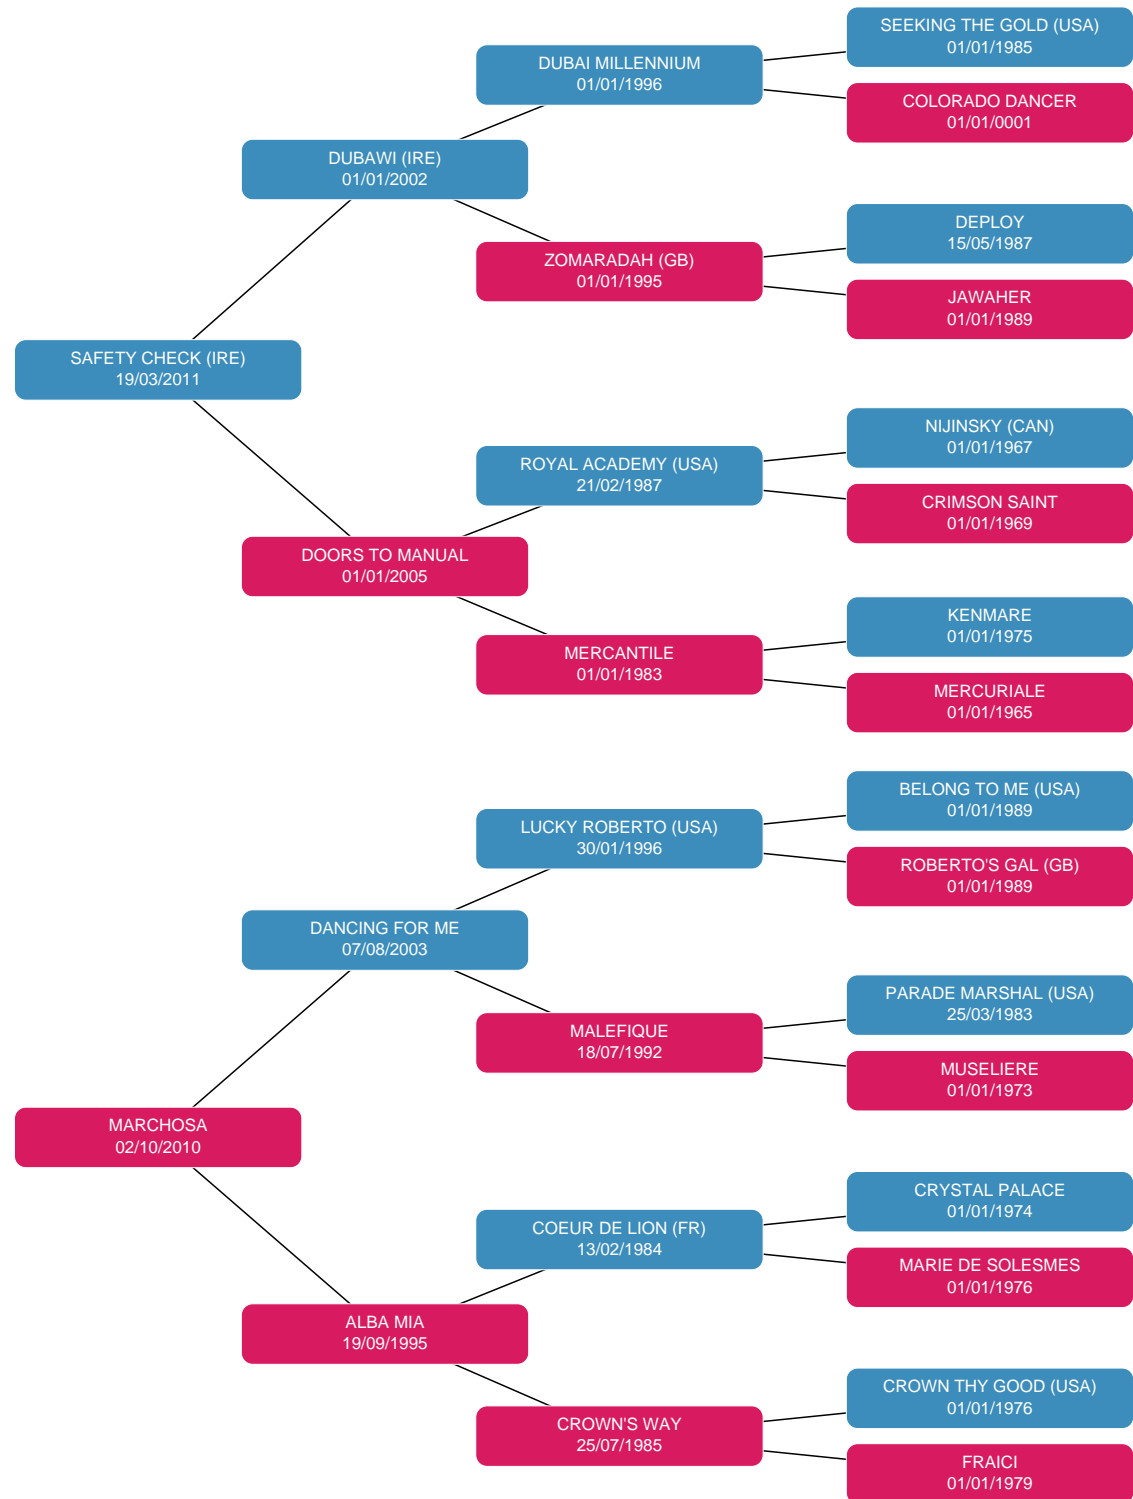 SEEKING THE GOLD (USA)
01/01/1985
DUBAI MILLENNIUM
01/01/1996
COLORADO DANCER
01/01/0001
DUBAWI (IRE)
01/01/2002
DEPLOY
15/05/1987
ZOMARADAH (GB)
01/01/1995
JAWAHER
01/01/1989
SAFETY CHECK (IRE)
19/03/2011
NIJINSKY (CAN)
01/01/1967
ROYAL ACADEMY (USA)
21/02/1987
CRIMSON SAINT
01/01/1969
DOORS TO MANUAL
01/01/2005
KENMARE
01/01/1975
MERCANTILE
01/01/1983
MERCURIALE
01/01/1965
BELONG TO ME (USA)
01/01/1989
LUCKY ROBERTO (USA)
30/01/1996
ROBERTO'S GAL (GB)
01/01/1989
DANCING FOR ME
07/08/2003
PARADE MARSHAL (USA)
25/03/1983
MALEFIQUE
18/07/1992
MUSELIERE
01/01/1973
MARCHOSA
02/10/2010
CRYSTAL PALACE
01/01/1974
COEUR DE LION (FR)
13/02/1984
MARIE DE SOLESMES
01/01/1976
ALBA MIA
19/09/1995
CROWN THY GOOD (USA)
01/01/1976
CROWN'S WAY
25/07/1985
FRAICI
01/01/1979